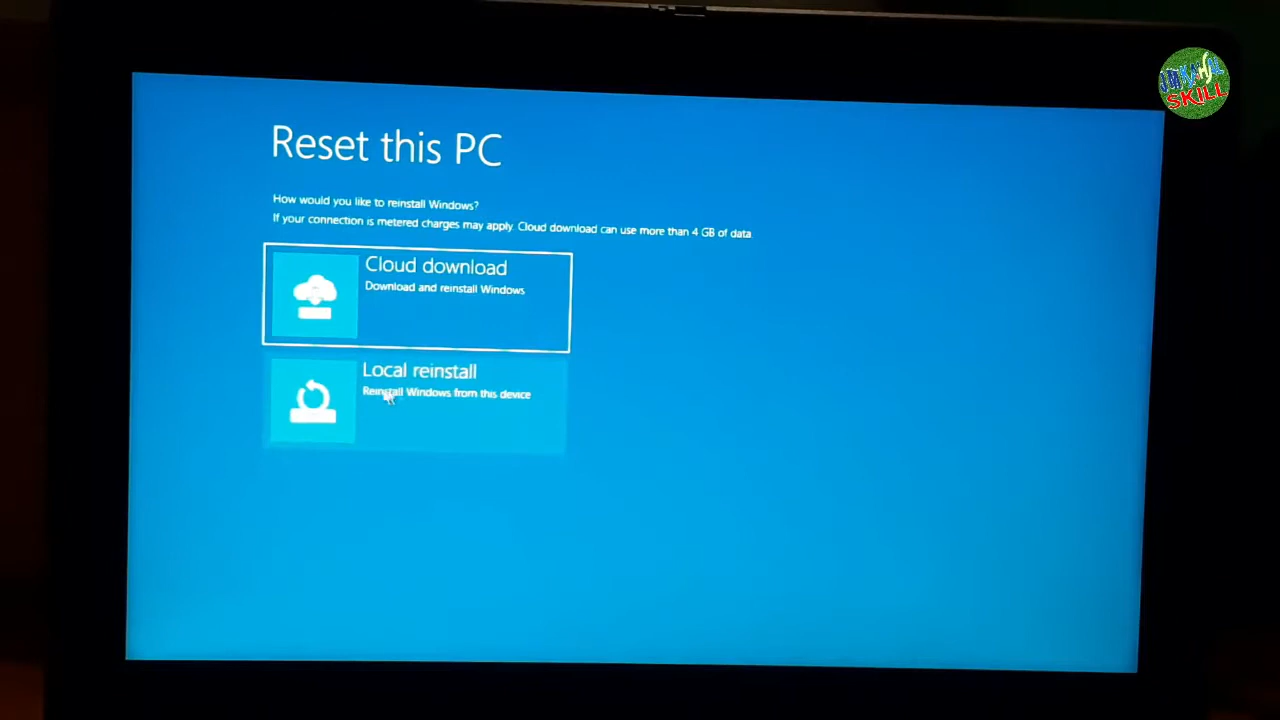 Reset this PC
How would you like to reinstall Windows?
If your connection is metered charges may apply. Cloud download can use more than 4 GB of data.
Cloud download
Download and reinstall Windows
Local reinstall
Reinstall Windows from this device
SKILL